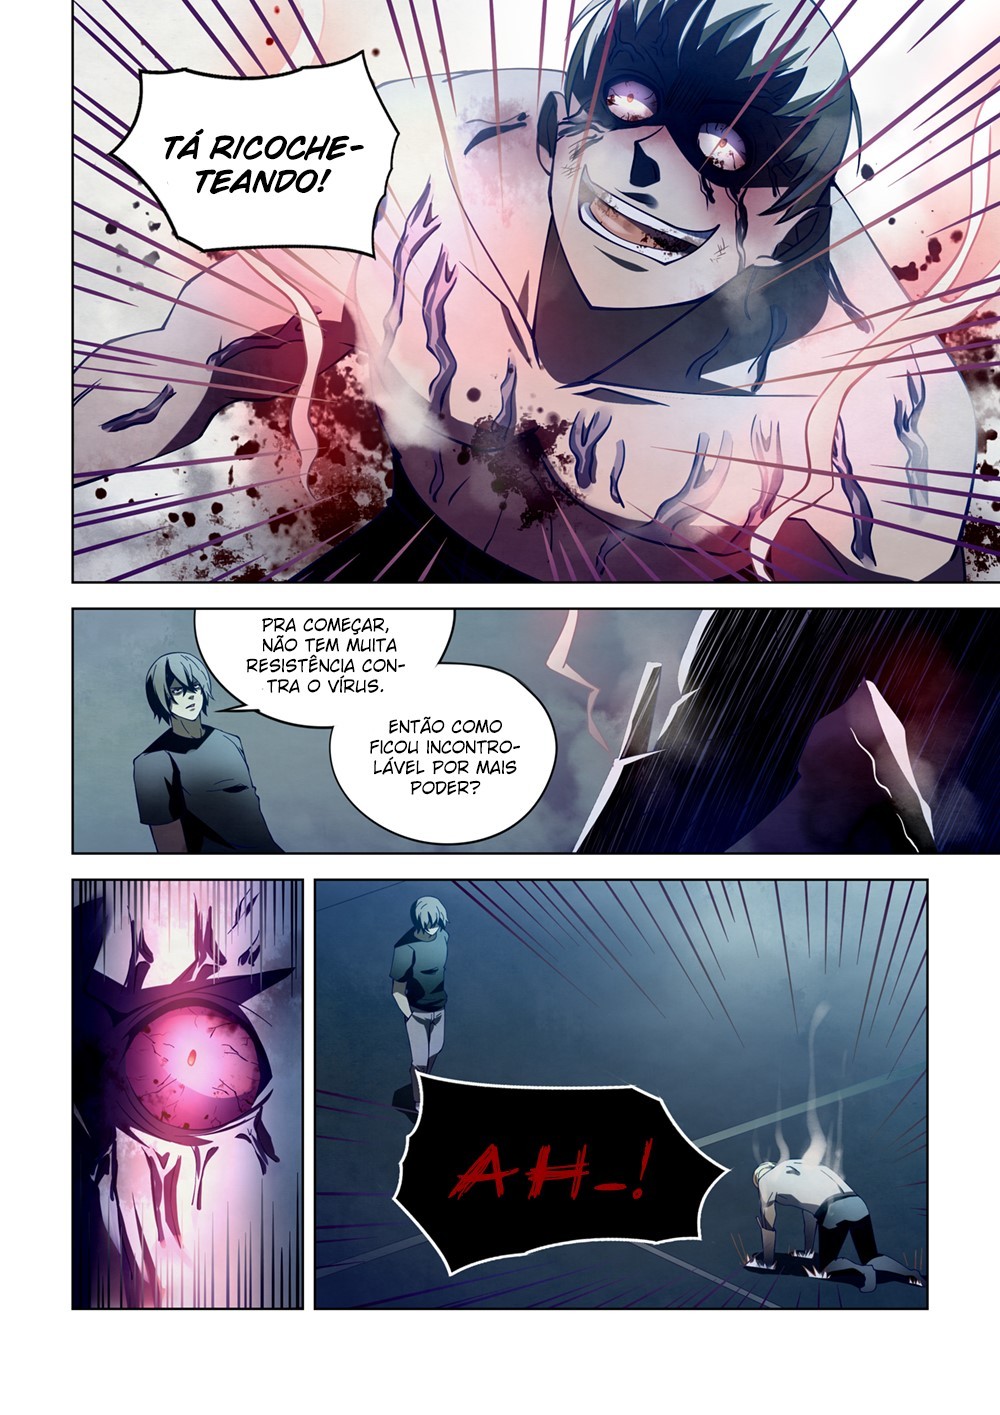 TÁ RICOCHE-
TEANDO!
PRA COMEÇAR,
NÃO TEM MUITA
RESISTÊNCIA CON-
TRA O VÍRUS.
ENTÃO COMO
FICOU INCONTRO-
LÁVEL POR MAIS
PODER?
AH-!